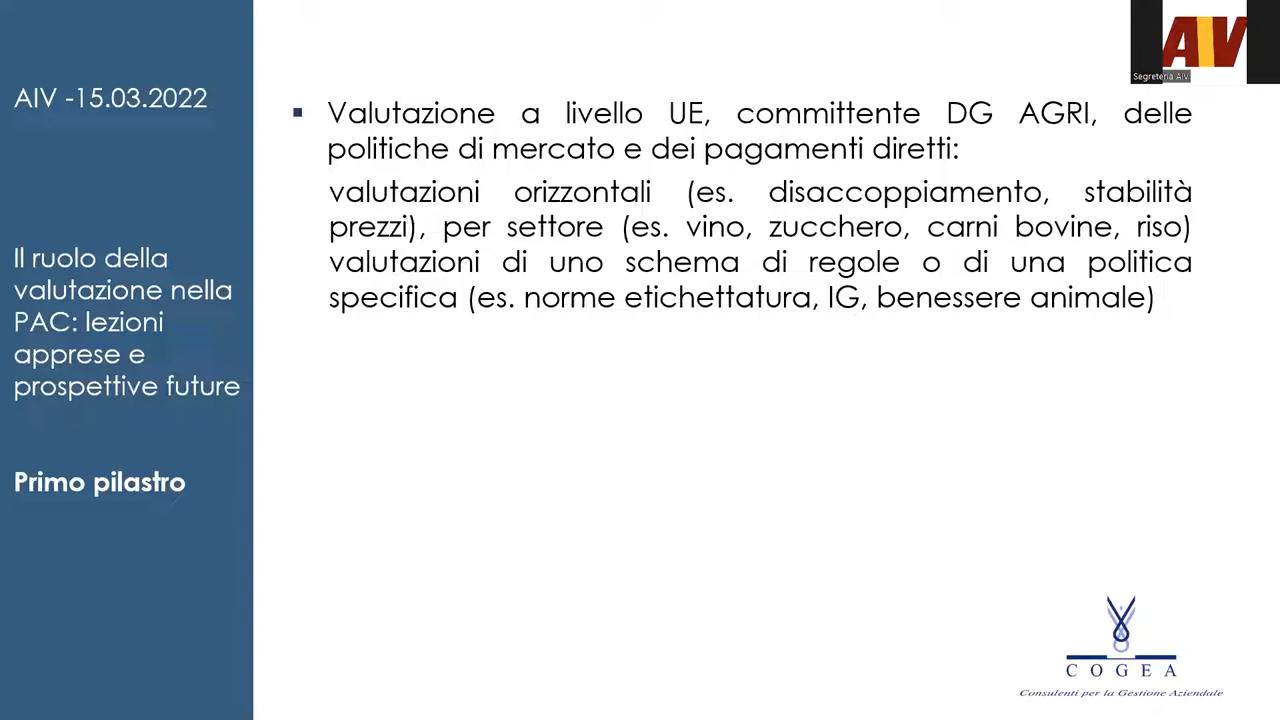 AIV -15.03.2022
Il ruolo della
valutazione nella
PAC: lezioni
apprese e
prospettive future
Primo pilastro
▪ Valutazione a livello UE, committente DG AGRI, delle
politiche di mercato e dei pagamenti diretti:
valutazioni orizzontali (es. disaccoppiamento, stabilità
prezzi), per settore (es. vino, zucchero, carni bovine, riso)
valutazioni di uno schema di regole o di una politica
specifica (es. norme etichettatura, IG, benessere animale)
AIV
Segreteria AIV
COGEA
Consulenti per la Gestione Aziendale